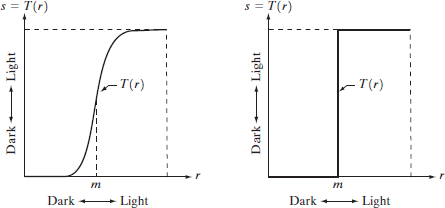 s = T(r)
Dark ←→ Light
T(r)
r
m
Dark ←→ Light
s = T(r)
Dark ←→ Light
T(r)
r
m
Dark ←→ Light